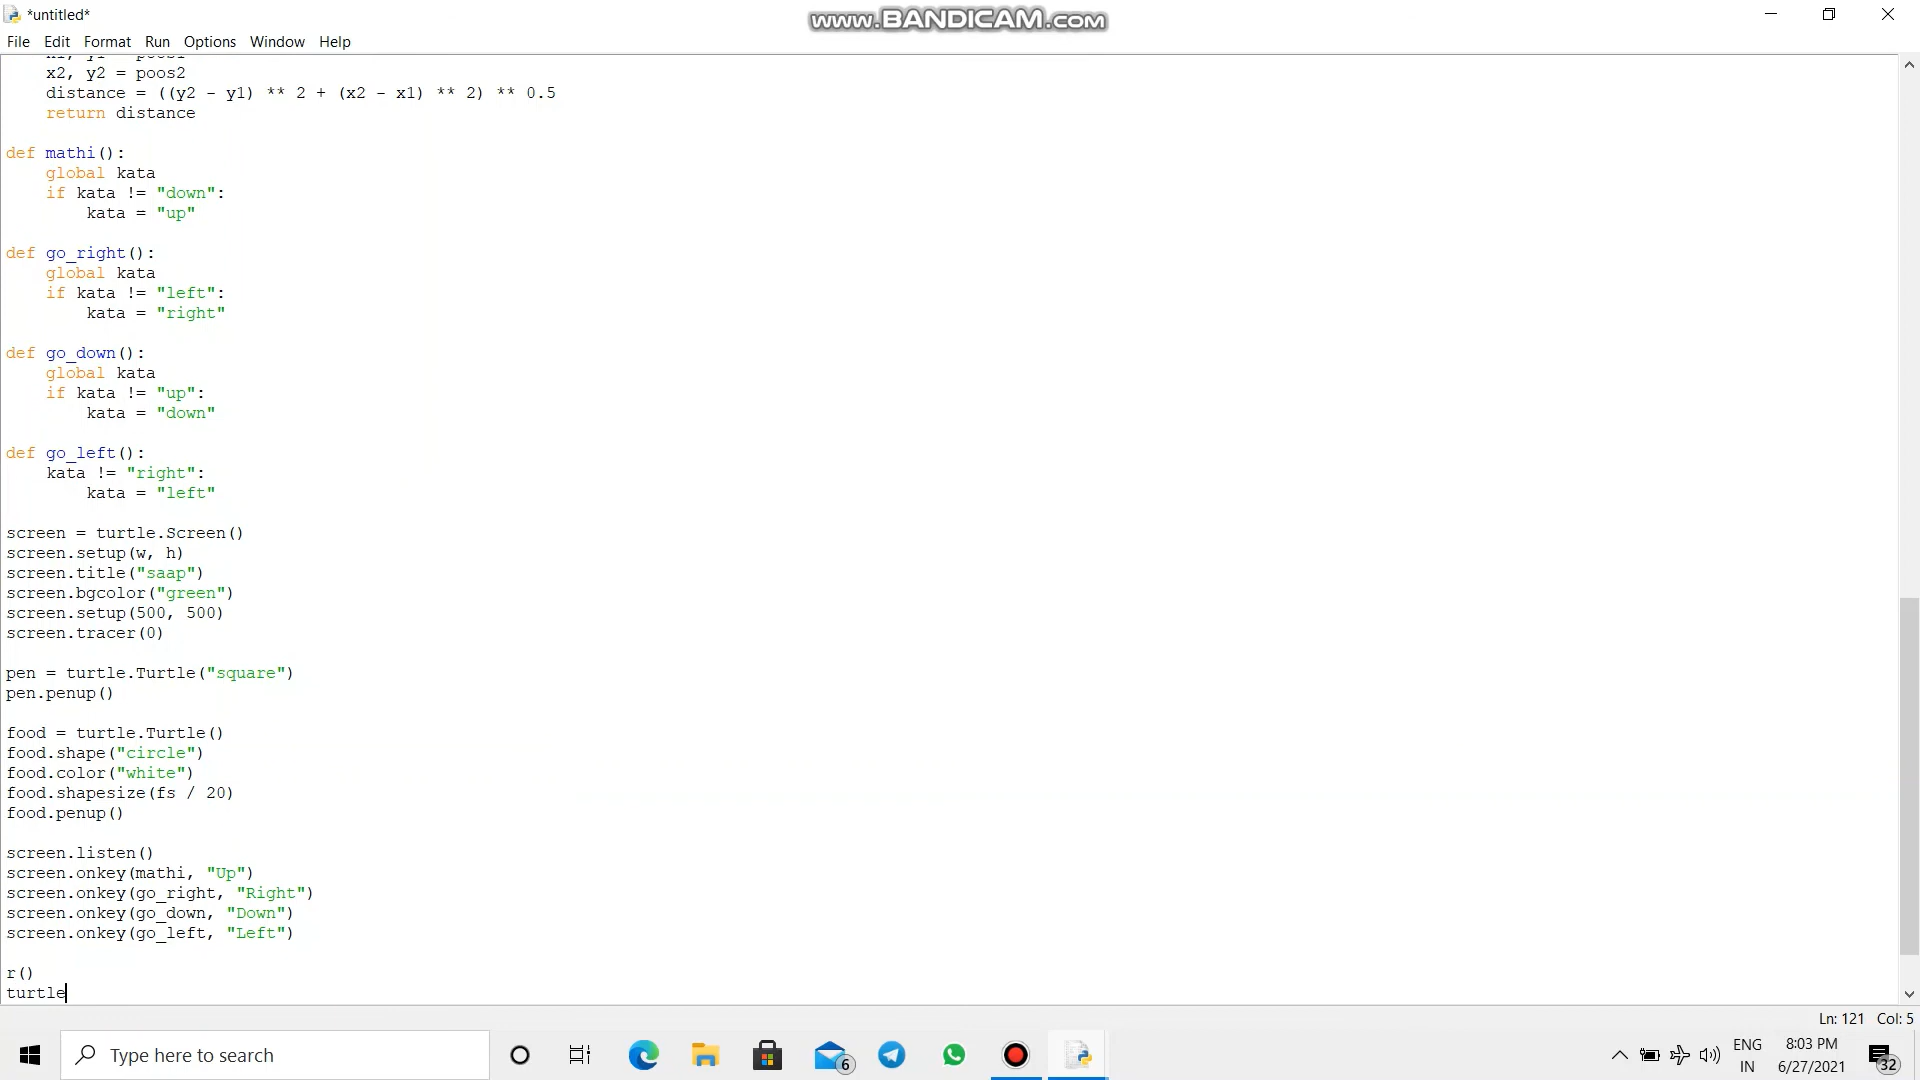 *untitled*
www.BANDICAM.com
File Edit Format Run Options Window Help
x2, y2 = poos2
distance = ((y2 - y1) ** 2 + (x2 - x1) ** 2) ** 0.5
return distance
def mathi():
global kata
if kata != "down":
kata = "up"
def go_right():
global kata
if kata != "left":
kata = "right"
def go_down():
global kata
if kata != "up":
kata = "down"
def go_left():
kata != "right":
kata = "left"
screen = turtle.Screen()
screen.setup(w, h)
screen.title("saap")
screen.bgcolor("green")
screen.setup(500, 500)
screen.tracer(0)
pen = turtle.Turtle("square")
pen.penup()
food = turtle.Turtle()
food.shape("circle")
food.color("white")
food.shapesize(fs / 20)
food.penup()
screen.listen()
screen.onkey(mathi, "Up")
screen.onkey(go_right, "Right")
screen.onkey(go_down, "Down")
screen.onkey(go_left, "Left")
r()
turtle
Ln: 121 Col: 5
Type here to search
6
ENG
IN
8:03 PM
6/27/2021
32